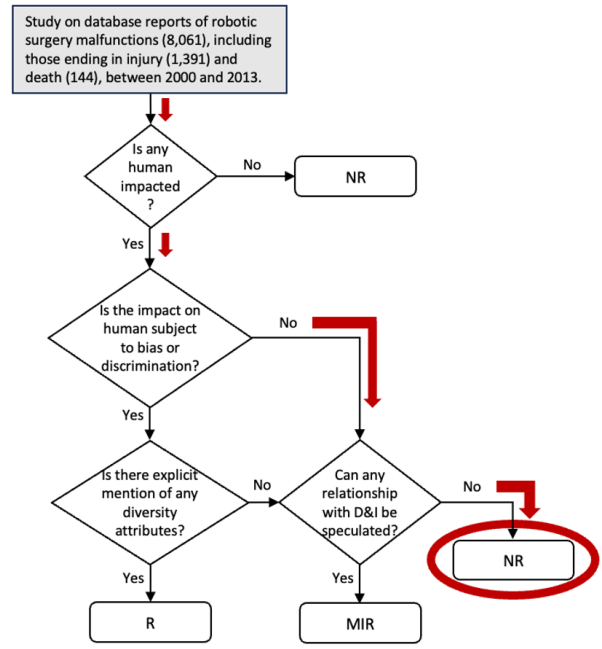 Study on database reports of robotic
surgery malfunctions (8,061), including
those ending in injury (1,391) and
death (144), between 2000 and 2013.
Is any
human
impacted
?
No
NR
Yes
Is the impact on
human subject
to bias or
discrimination?
No
Yes
Is there explicit
mention of any
diversity
attributes?
No
Can any
relationship
with D&I be
speculated?
No
NR
Yes
R
Yes
MIR